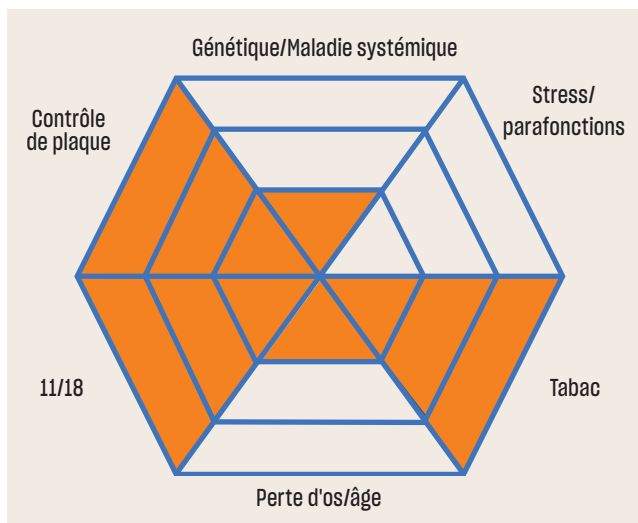 Génétique/Maladie systémique
Contrôle
de plaque
Stress/
parafonctions
11/18
Tabac
Perte d'os/âge